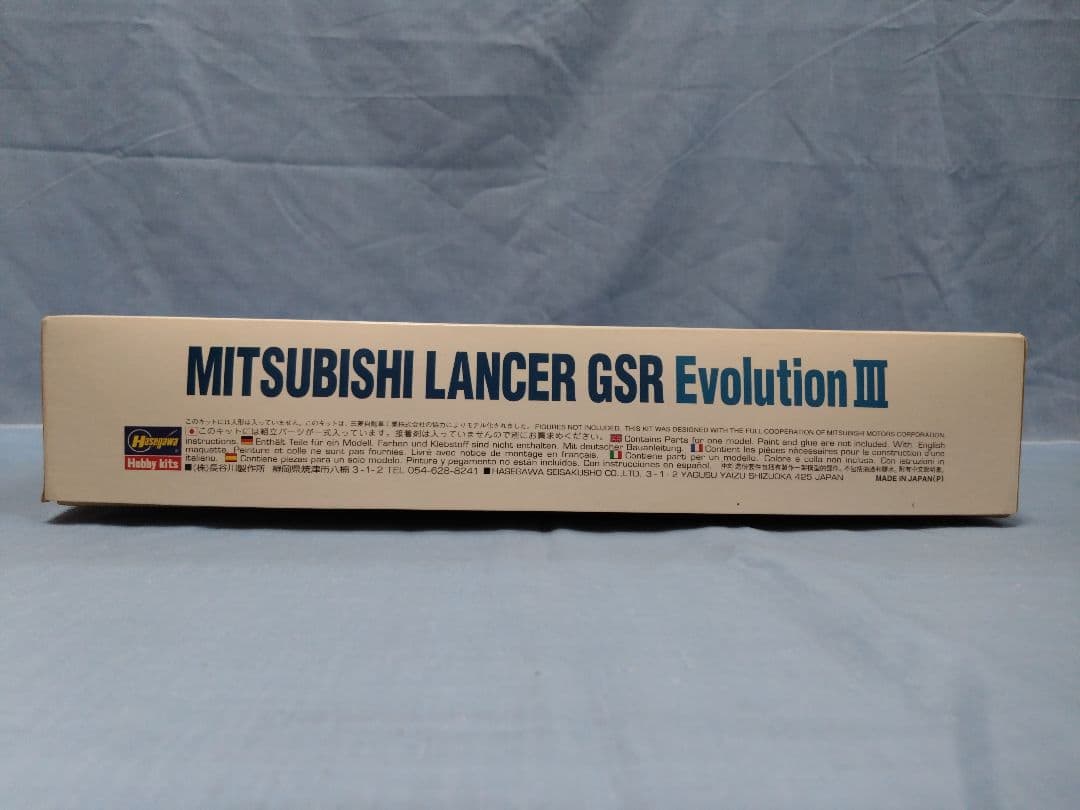 MITSUBISHI LANCER GSR Evolution III
このキットには人形は入っていません。このキットは、三菱自動車工業株式会社の協力によりモデル化されました。 FIGURES NOT INCLUDED. THIS KIT WAS DESIGNED WITH THE FULL COOPERATION OF MITSUBISHI MOTORS CORPORATION.
このキットには組立パーツが一式入っています。接着剤は入っていませんので別にお買求めください。 Contains Parts for one model. Paint and glue are not included. With English
instructions. Enthält Teile für ein Modell. Farben und Klebstoff sind nicht enthalten. Mit deutscher Bauanleitung. Contient les pièces nécessaires pour le construction d'une
maquette. Peinture et colle ne sont pas fournies. Livré avec notice de montage en français. Contiene parti per un modello. Colore e colla non inclusa. Con istruzioni in
italiano. Contiene piezas para un solo modelo. Pintura y pegamento no están incluidos. Con instrucciones en español.
■(株)長谷川製作所 静岡県焼津市八楠 3-1-2 TEL 054-628-8241 ■HASEGAWA SEISAKUSHO CO.,LTD. 3-1-2 YAGUSU YAIZU SHIZUOKA 425 JAPAN MADE IN JAPAN(P)
Hasegawa
Hobby kits